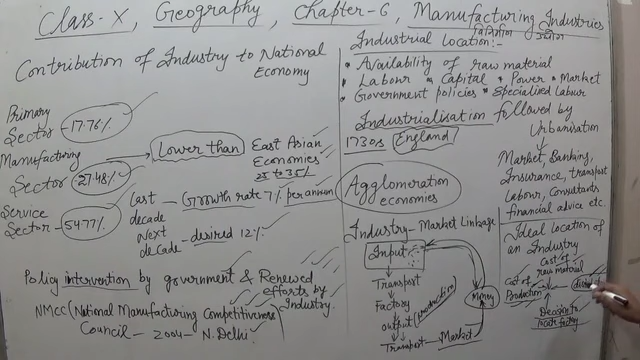 Class-X, Geography, Chapter-6, Manufacturing Industries
विनिर्माण उद्योग
Contribution of Industry to National
Economy
Primary
Sector - 17.76%
Manufacturing
Sector - 27.48%
Lower than
East Asian
Economies
25 to 35%
Service
Sector - 54.77%
Last
decade
Growth rate 7% per annum
Next
decade
desired 12%
Policy intervention by government & Renewed
efforts by
Industry
NMCC (National Manufacturing Competitiveness
Council - 2004 - N. Delhi
Industrial Location:-
• Availability of raw material
• Labour • Capital • Power • Market
• Government policies • Specialised Labour
Industrialisation followed by
1730s England
Urbanisation
Market, Banking,
Insurance, transport
Labour, Consultants
financial advice etc.
Agglomeration
economies
Industry-Market Linkage
Input
Transport
Factory
output (production)
Transport
Market
Money
Ideal location of
an Industry
Cost of
raw material
Cost of
Production
Decision to